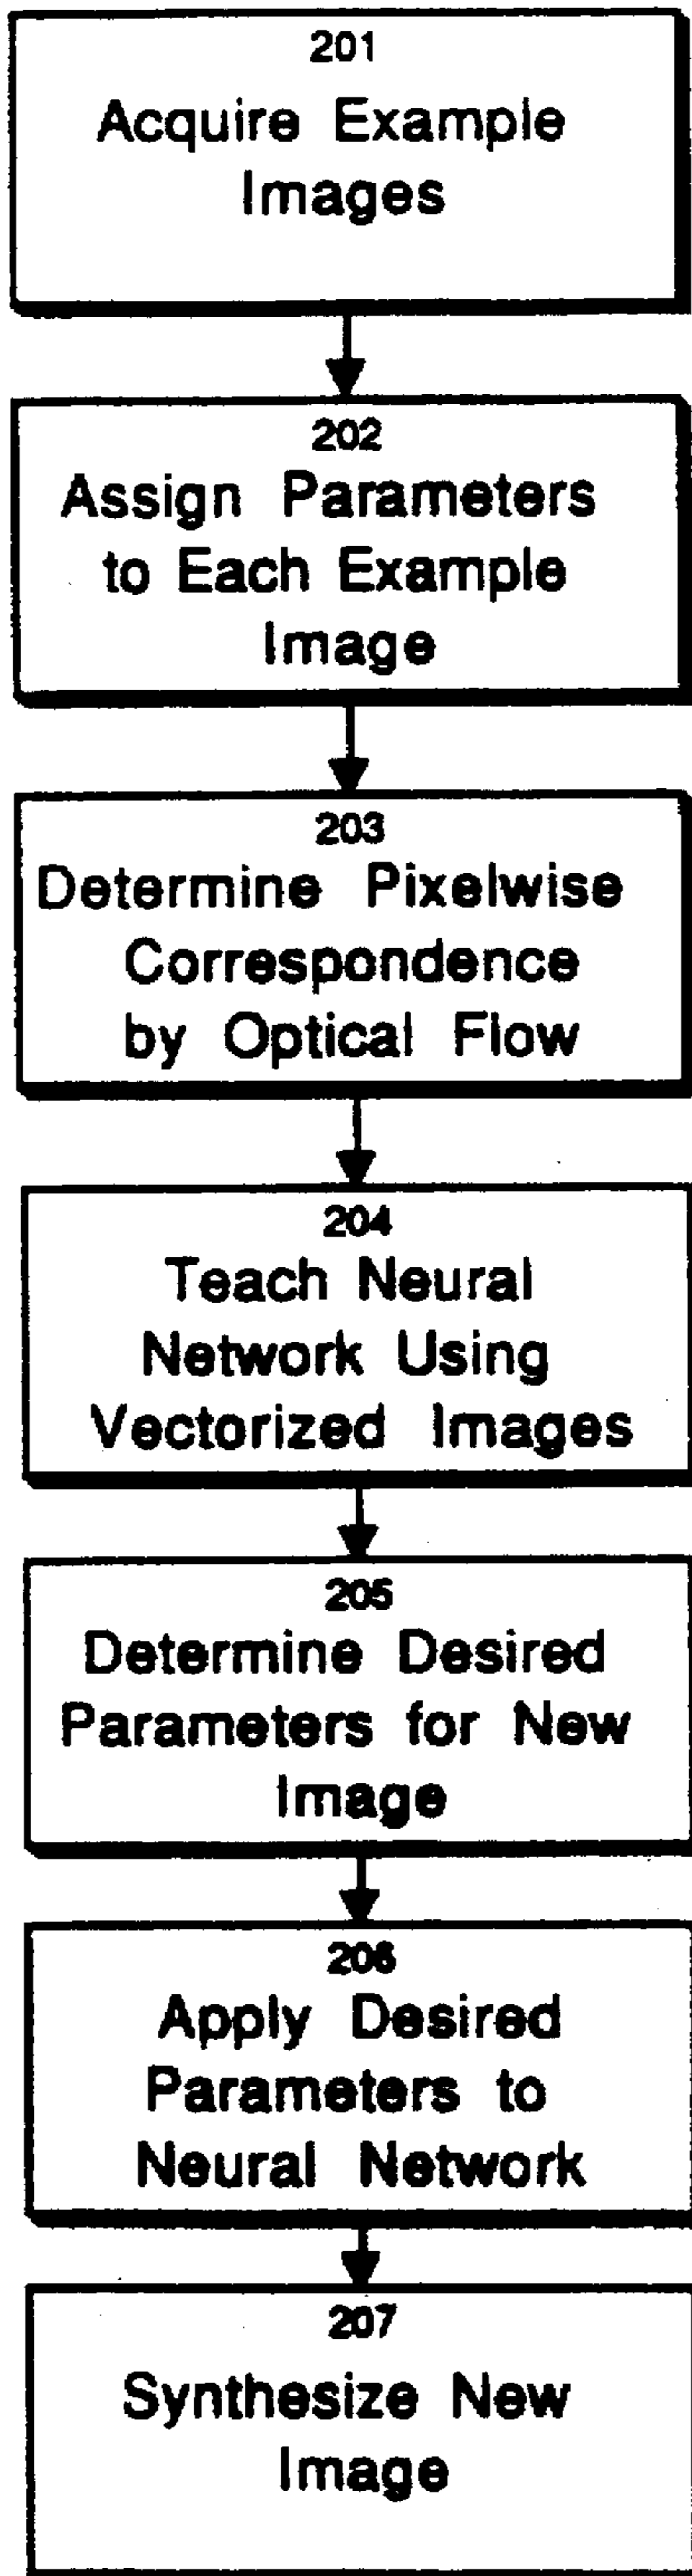 201
Acquire Example
Images
202
Assign Parameters
to Each Example
Image
203
Determine Pixelwise
Correspondence
by Optical Flow
204
Teach Neural
Network Using
Vectorized Images
205
Determine Desired
Parameters for New
Image
206
Apply Desired
Parameters to
Neural Network
207
Synthesize New
Image